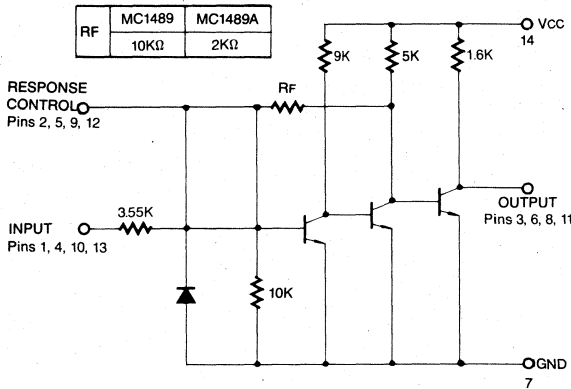 RF
MC1489 MC1489A
10KΩ 2KΩ
VCC
14
9K 5K 1.6K
RESPONSE
CONTROL
Pins 2, 5, 9, 12
RF
3.55K
INPUT
Pins 1, 4, 10, 13
OUTPUT
Pins 3, 6, 8, 11
10K
GND
7